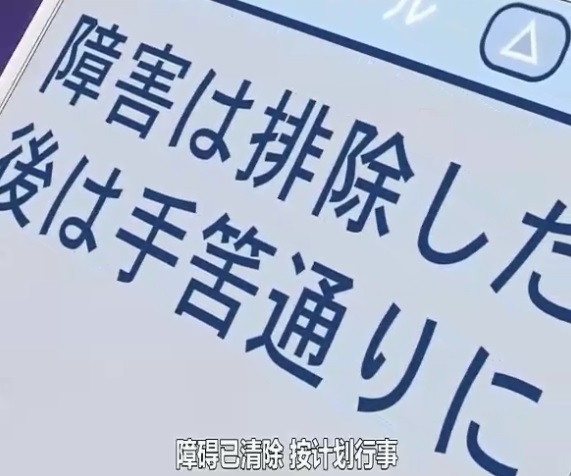 ル
障害は排除した
後は手筈通りに
障碍已清除 按计划行事